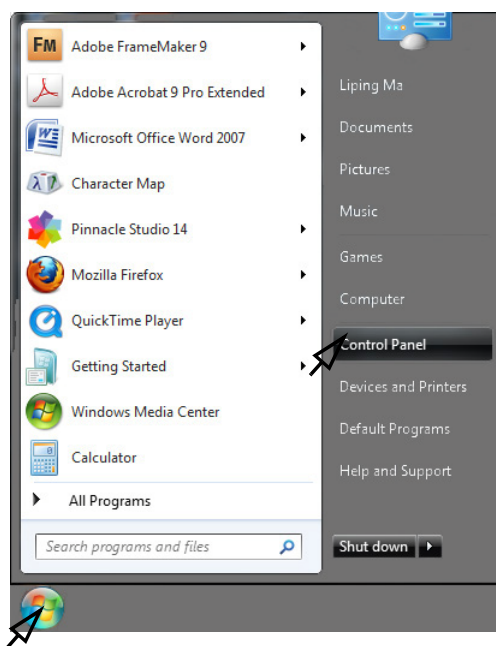 FM Adobe FrameMaker 9
Adobe Acrobat 9 Pro Extended
Microsoft Office Word 2007
Character Map
Pinnacle Studio 14
Mozilla Firefox
QuickTime Player
Getting Started
Windows Media Center
Calculator
All Programs
Search programs and files
Liping Ma
Documents
Pictures
Music
Games
Computer
Control Panel
Devices and Printers
Default Programs
Help and Support
Shut down